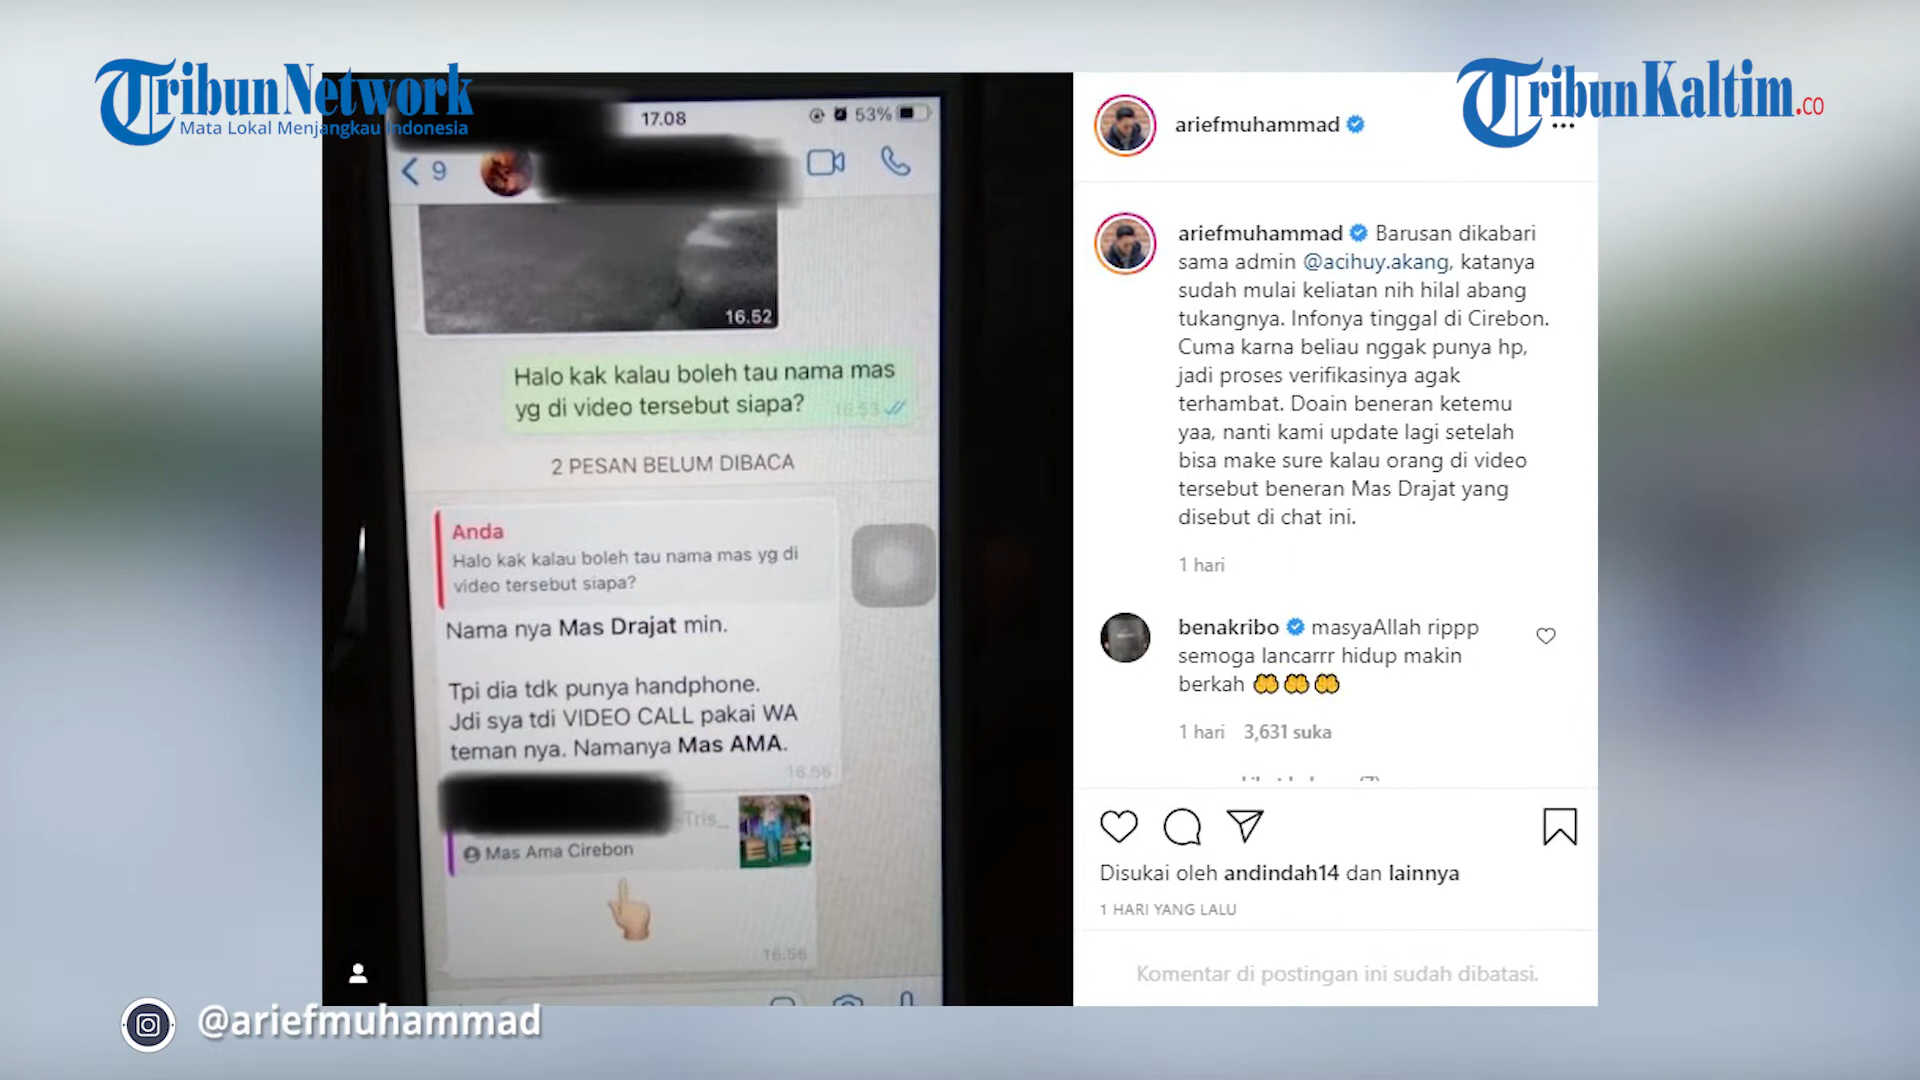 TribunNetwork
Mata Lokal Menjangkau Indonesia
TribunKaltim.co
17.08
53%
9
16.52
Halo kak kalau boleh tau nama mas
yg di video tersebut siapa?
16.53
2 PESAN BELUM DIBACA
Anda
Halo kak kalau boleh tau nama mas yg di
video tersebut siapa?
Nama nya Mas Drajat min.
Tpi dia tdk punya handphone.
Jdi sya tdi VIDEO CALL pakai WA
teman nya. Namanya Mas AMA.
16.56
-Tris_
Mas Ama Cirebon
16.56
@ariefmuhammad
ariefmuhammad
ariefmuhammad Barusan dikabari
sama admin @acihuy.akang, katanya
sudah mulai keliatan nih hilal abang
tukangnya. Infonya tinggal di Cirebon.
Cuma karna beliau nggak punya hp,
jadi proses verifikasinya agak
terhambat. Doain beneran ketemu
yaa, nanti kami update lagi setelah
bisa make sure kalau orang di video
tersebut beneran Mas Drajat yang
disebut di chat ini.
1 hari
benakribo masyaAllah rippp
semoga lancarrr hidup makin
berkah 🤲🤲🤲
1 hari 3,631 suka
Disukai oleh andindah14 dan lainnya
1 HARI YANG LALU
Komentar di postingan ini sudah dibatasi.